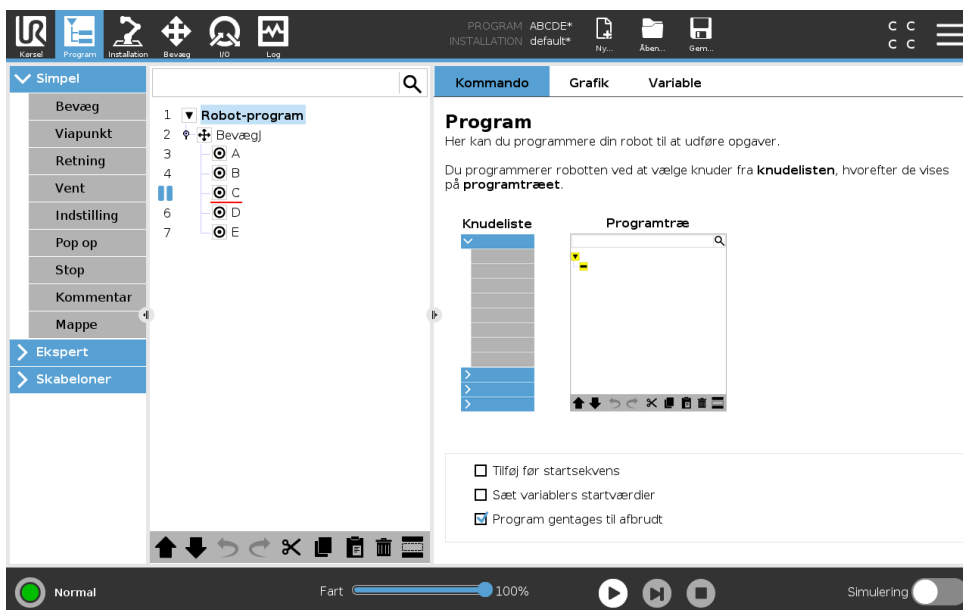 UR
PROGRAM ABCDE*
INSTALLATION default*
Kørsel Program Installation Bevæg I/O Log
Ny... Åben... Gem...
C C
C C
Simpel
Bevæg
Viapunkt
Retning
Vent
Indstilling
Pop op
Stop
Kommentar
Mappe
Ekspert
Skabeloner
1 Robot-program
2 BevægJ
3 A
4 B
C
6 D
7 E
Kommando Grafik Variable
Program
Her kan du programmere din robot til at udføre opgaver.
Du programmerer robotten ved at vælge knuder fra knudelisten, hvorefter de vises
på programtræet.
Knudeliste Programtræ
Tilføj før startsekvens
Sæt variablers startværdier
Program gentages til afbrudt
Normal Fart 100% Simulering